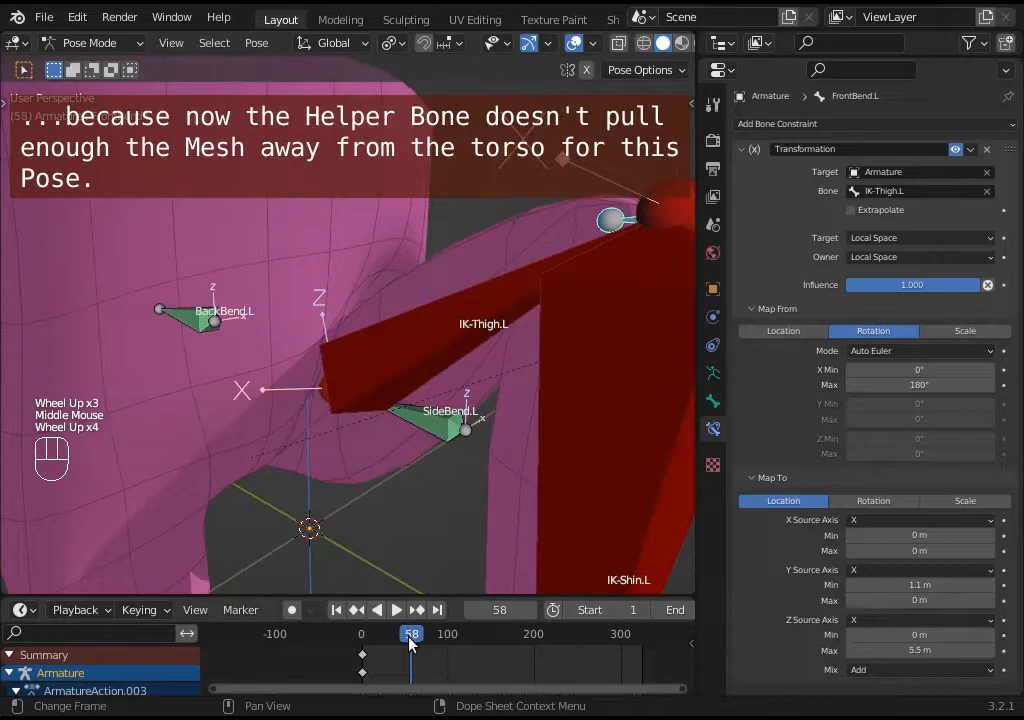 File Edit Render Window Help Layout Modeling Sculpting UV Editing Texture Paint Sh Scene ViewLayer
Pose Mode View Select Pose Global
X Pose Options
User Perspective
(58) Armature
...because now the Helper Bone doesn't pull
enough the Mesh away from the torso for this
Pose.
Armature FrontBend.L
Add Bone Constraint
Transformation
Target Armature
Bone IK-Thigh.L
Extrapolate
Target Local Space
Owner Local Space
Influence 1.000
Map From
Location Rotation Scale
Mode Auto Euler
X Min 0°
Max 180°
Y Min 0°
Max 0°
Z Min 0°
Max 0°
Map To
Location Rotation Scale
X Source Axis X
Min 0 m
Max 0 m
Y Source Axis X
Min 1.1 m
Max 0 m
Z Source Axis X
Min 0 m
Max 5.5 m
Mix Add
z
BackBend.L
x
Z
X
IK-Thigh.L
z
SideBend.L
x
IK-Shin.L
Wheel Up x3
Middle Mouse
Wheel Up x4
Playback Keying View Marker 58 Start 1 End
-100 0 58 100 200 300
Summary
Armature
ArmatureAction.003
Change Frame Pan View Dope Sheet Context Menu 3.2.1